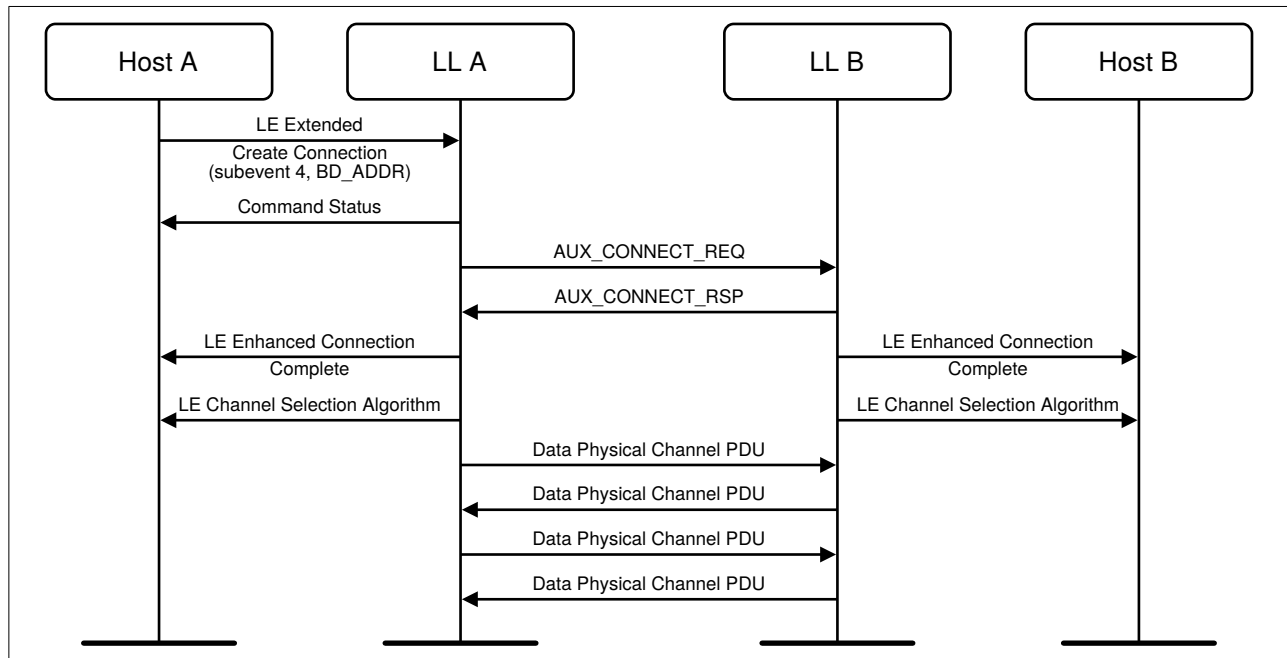 Host A
LL A
LL B
Host B
LE Extended
Create Connection
(subevent 4, BD_ADDR)
Command Status
AUX_CONNECT_REQ
AUX_CONNECT_RSP
LE Enhanced Connection
Complete
LE Enhanced Connection
Complete
LE Channel Selection Algorithm
LE Channel Selection Algorithm
Data Physical Channel PDU
Data Physical Channel PDU
Data Physical Channel PDU
Data Physical Channel PDU